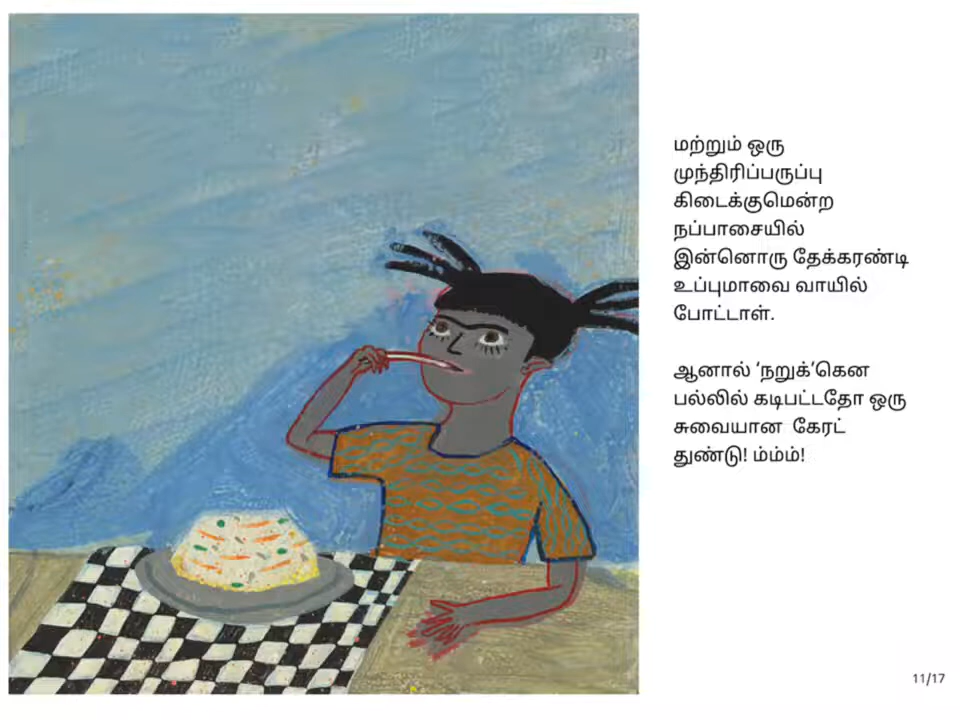 மற்றும் ஒரு
முந்திரிப்பருப்பு
கிடைக்குமென்ற
நப்பாசையில்
இன்னொரு தேக்கரண்டி
உப்புமாவை வாயில்
போட்டாள்.
ஆனால் ‘நறுக்’கென
பல்லில் கடிபட்டதோ ஒரு
சுவையான கேரட்
துண்டு! ம்ம்ம்!
11/17